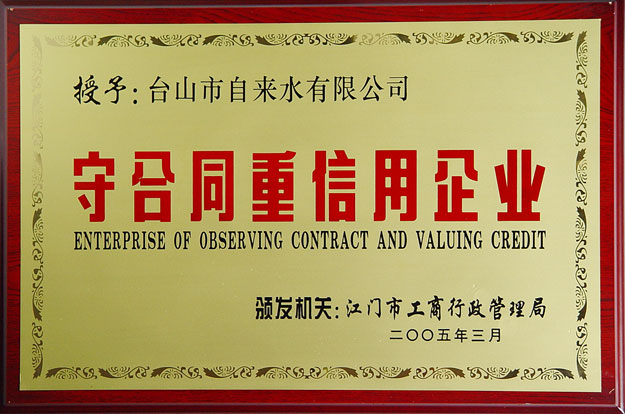 授予：台山市自来水有限公司
守合同重信用企业
ENTERPRISE OF OBSERVING CONTRACT AND VALUING CREDIT
颁发机关：江门市工商行政管理局
二〇〇五年三月